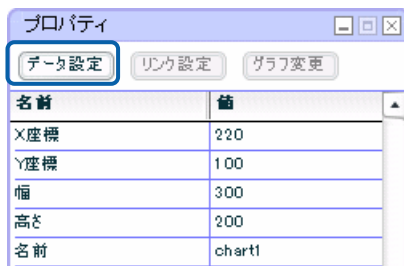 プロパティ
データ設定 リンク設定 グラフ変更
名前 値
X座標 220
Y座標 100
幅 300
高さ 200
名前 chart1